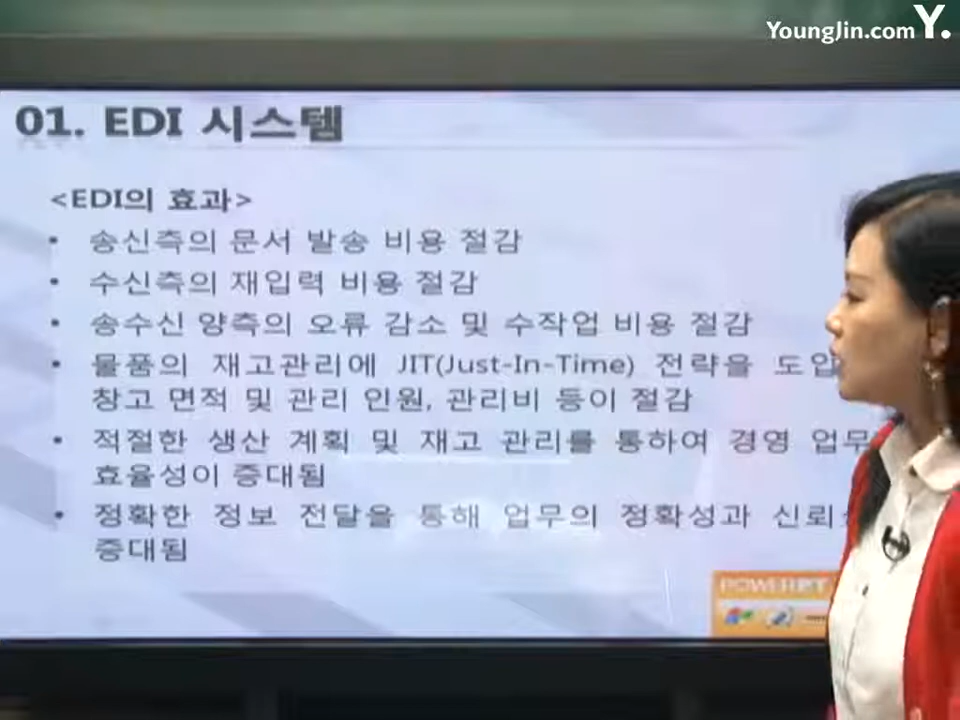 YoungJin.com Y.
01. EDI 시스템
<EDI의 효과>
• 송신측의 문서 발송 비용 절감
• 수신측의 재입력 비용 절감
• 송수신 양측의 오류 감소 및 수작업 비용 절감
• 물품의 재고관리에 JIT(Just-In-Time) 전략을 도입
창고 면적 및 관리 인원, 관리비 등이 절감
• 적절한 생산 계획 및 재고 관리를 통하여 경영 업무
효율성이 증대됨
• 정확한 정보 전달을 통해 업무의 정확성과
증대됨
POWERPT